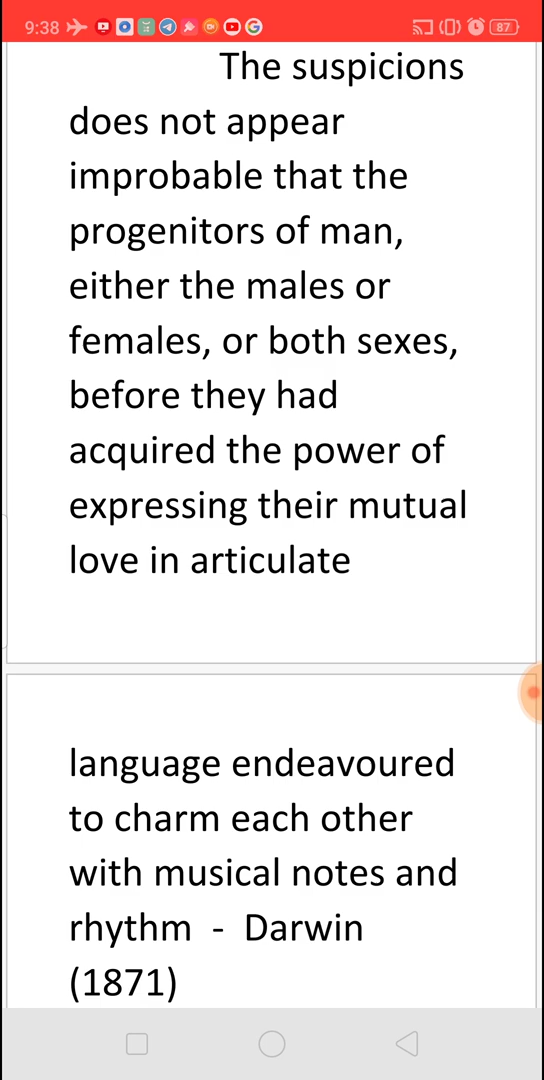 9:38 87
The suspicions
does not appear
improbable that the
progenitors of man,
either the males or
females, or both sexes,
before they had
acquired the power of
expressing their mutual
love in articulate
language endeavoured
to charm each other
with musical notes and
rhythm - Darwin
(1871)